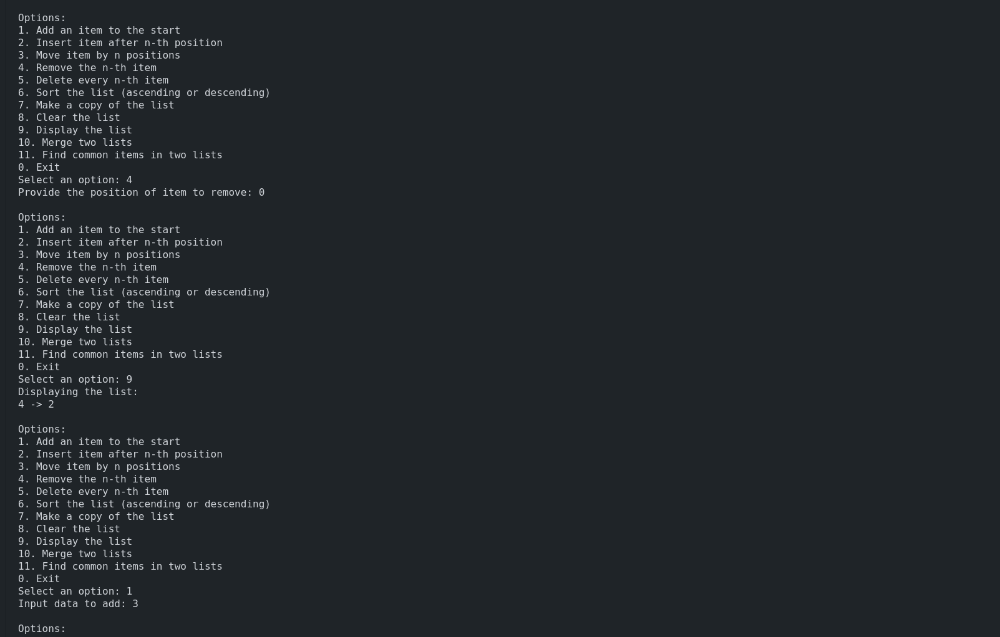 Options:
1. Add an item to the start
2. Insert item after n-th position
3. Move item by n positions
4. Remove the n-th item
5. Delete every n-th item
6. Sort the list (ascending or descending)
7. Make a copy of the list
8. Clear the list
9. Display the list
10. Merge two lists
11. Find common items in two lists
0. Exit
Select an option: 4
Provide the position of item to remove: 0

Options:
1. Add an item to the start
2. Insert item after n-th position
3. Move item by n positions
4. Remove the n-th item
5. Delete every n-th item
6. Sort the list (ascending or descending)
7. Make a copy of the list
8. Clear the list
9. Display the list
10. Merge two lists
11. Find common items in two lists
0. Exit
Select an option: 9
Displaying the list:
4 -> 2

Options:
1. Add an item to the start
2. Insert item after n-th position
3. Move item by n positions
4. Remove the n-th item
5. Delete every n-th item
6. Sort the list (ascending or descending)
7. Make a copy of the list
8. Clear the list
9. Display the list
10. Merge two lists
11. Find common items in two lists
0. Exit
Select an option: 1
Input data to add: 3

Options: